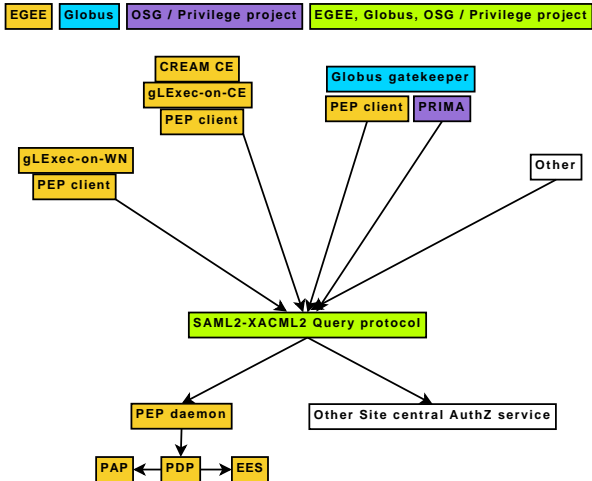 EGEE
Globus
OSG / Privilege project
EGEE, Globus, OSG / Privilege project
CREAM CE
gLExec-on-CE
PEP client
Globus gatekeeper
PEP client
PRIMA
gLExec-on-WN
PEP client
Other
SAML2-XACML2 Query protocol
PEP daemon
Other Site central AuthZ service
PAP
PDP
EES